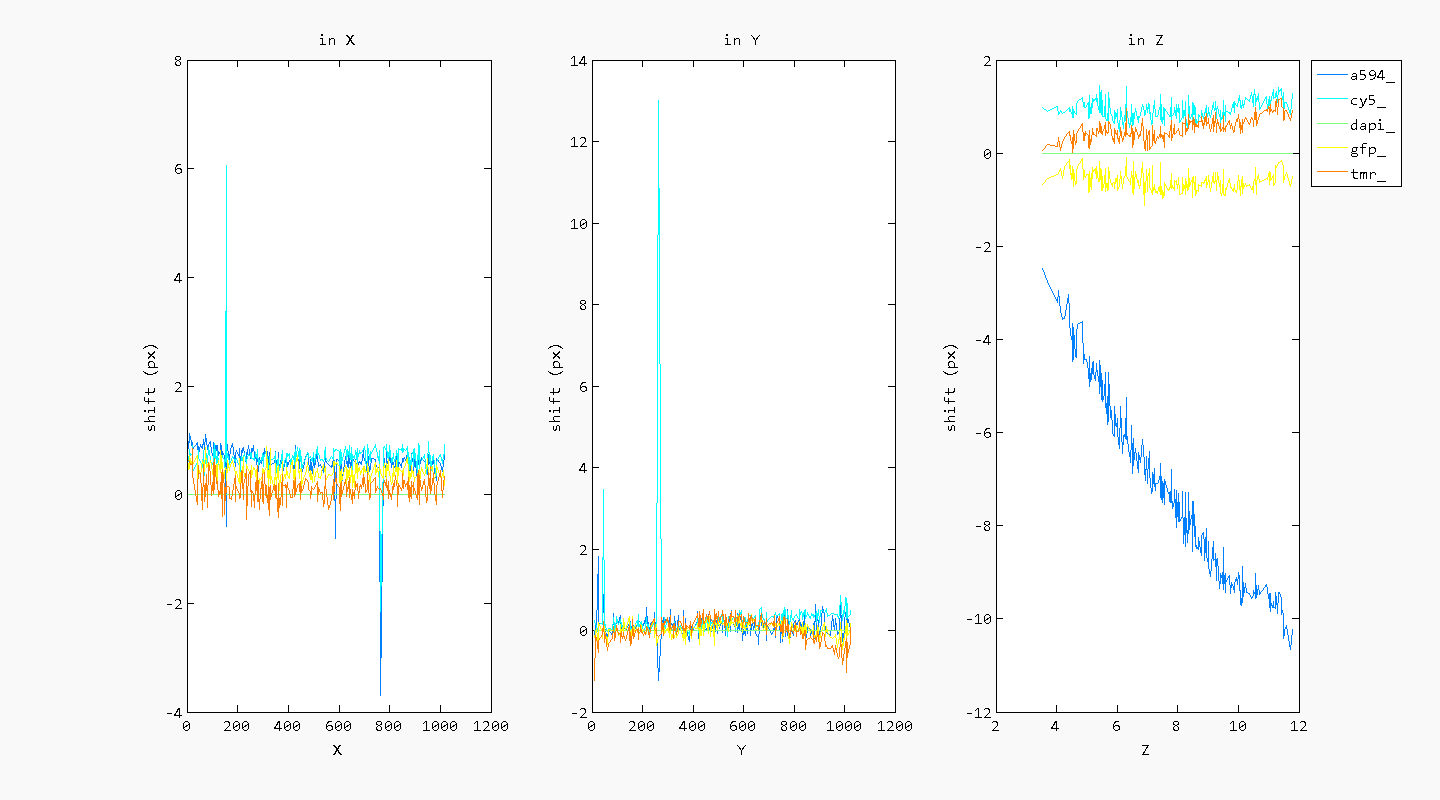 in X
8
6
4
2
0
-2
-4
0 200 400 600 800 1000 1200
X
shift (px)
in Y
14
12
10
8
6
4
2
0
-2
0 200 400 600 800 1000 1200
Y
shift (px)
in Z
2
0
-2
-4
-6
-8
-10
-12
2 4 6 8 10 12
Z
shift (px)
a594_
cy5_
dapi_
gfp_
tmr_